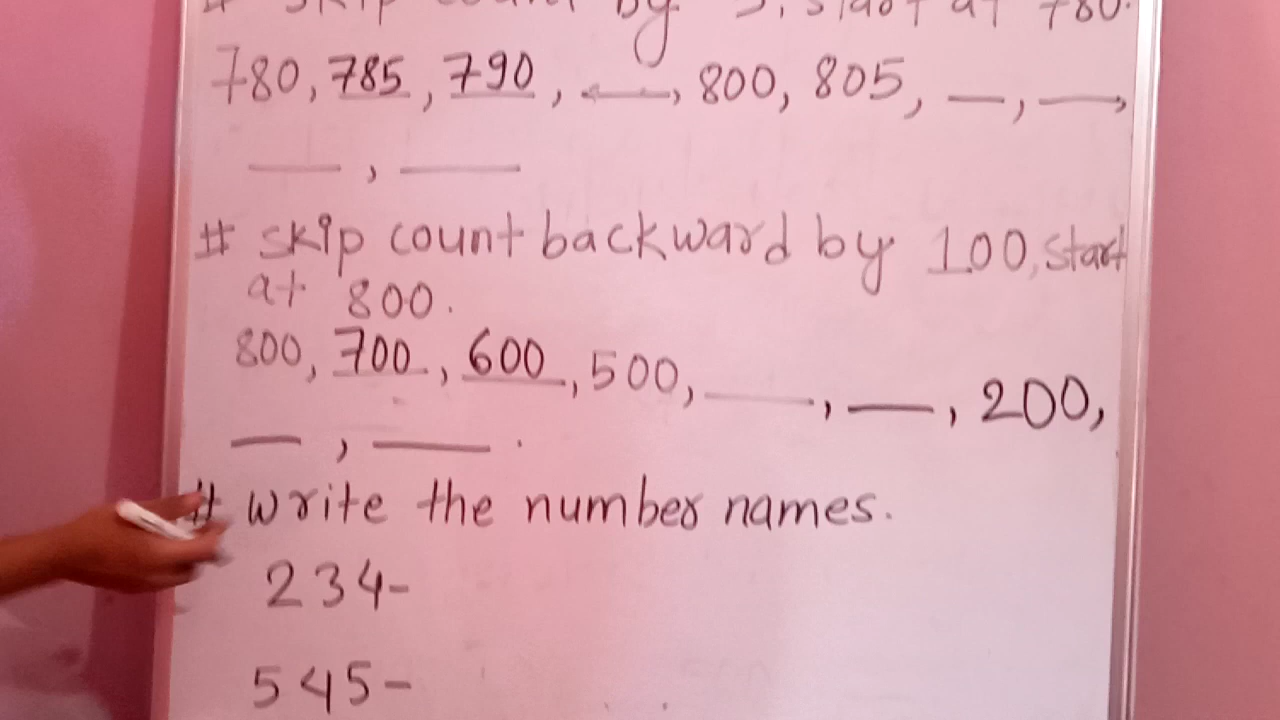 # skip count by 5, start at 780.
780, 785, 790, ___, 800, 805, ___, ___,
___, ___
# skip count backward by 100, start
at 800.
800, 700, 600, 500, ___, ___, 200,
___, ___.
# write the number names.
234-
545-